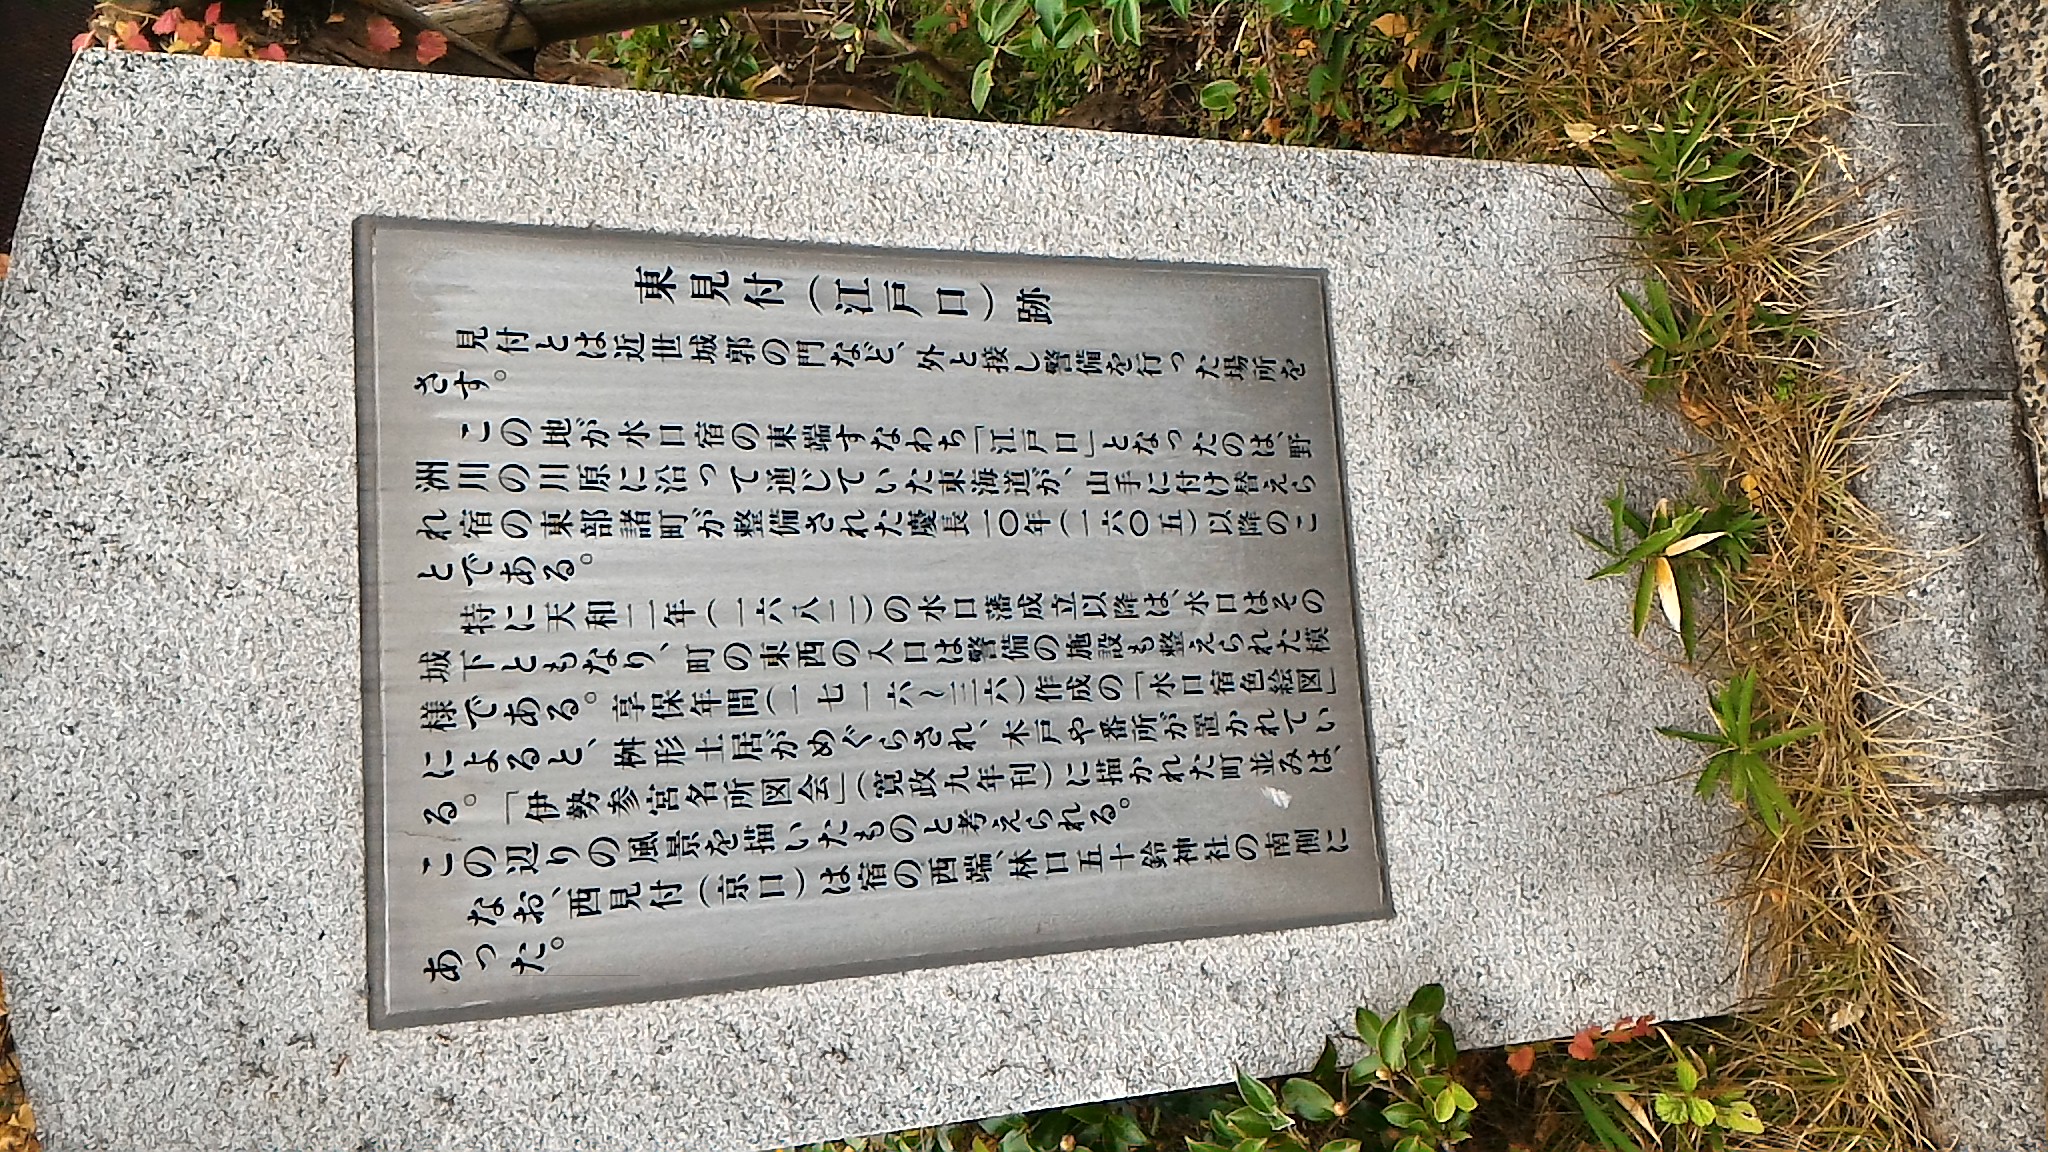 東見付(江戸口)跡
見付とは近世城郭の門など、外と接し警備を行った場所を
さす。
この地が水口宿の東端すなわち「江戸口」となったのは、野
洲川の川原に沿って通じていた東海道が、山手に付け替えら
れ宿の東部諸町が整備された慶長一〇年(一六〇五)以降のこ
とである。
特に天和二年(一六八二)の水口藩成立以降は、水口はその
城下ともなり、町の東西の入口は警備の施設も整えられた模
様である。享保年間(一七一六~三六)作成の「水口宿色絵図」
によると、桝形土居がめぐらされ、木戸や番所が置かれてい
る。「伊勢参宮名所図会」(寛政九年刊)に描かれた町並みは、
この辺りの風景を描いたものと考えられる。
なお、西見付(京口)は宿の西端、林口五十鈴神社の南側に
あった。